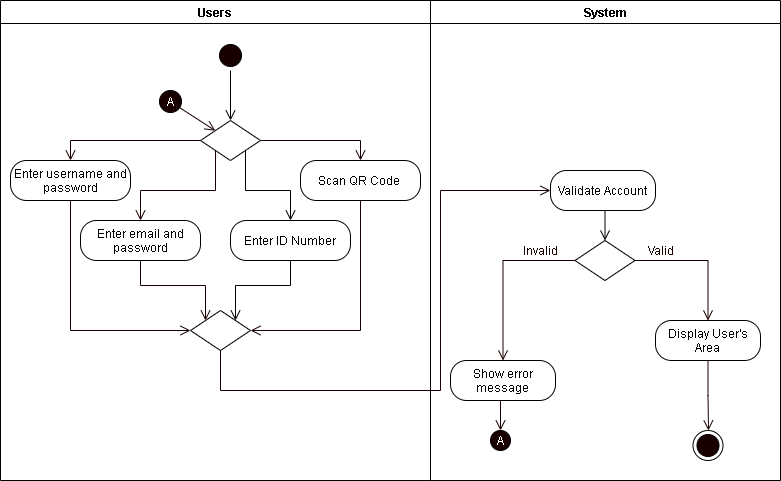 Users
System
A
Enter username and
password
Scan QR Code
Validate Account
Enter email and
password
Enter ID Number
Invalid
Valid
Display User's
Area
Show error
message
A